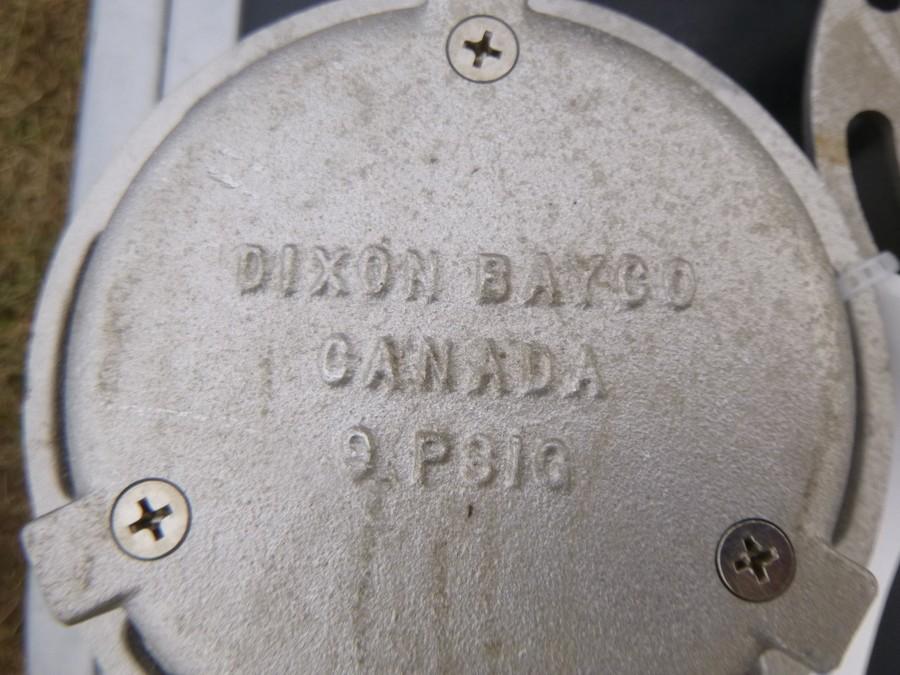 DIXON BAYCO
CANADA
9 PSIG